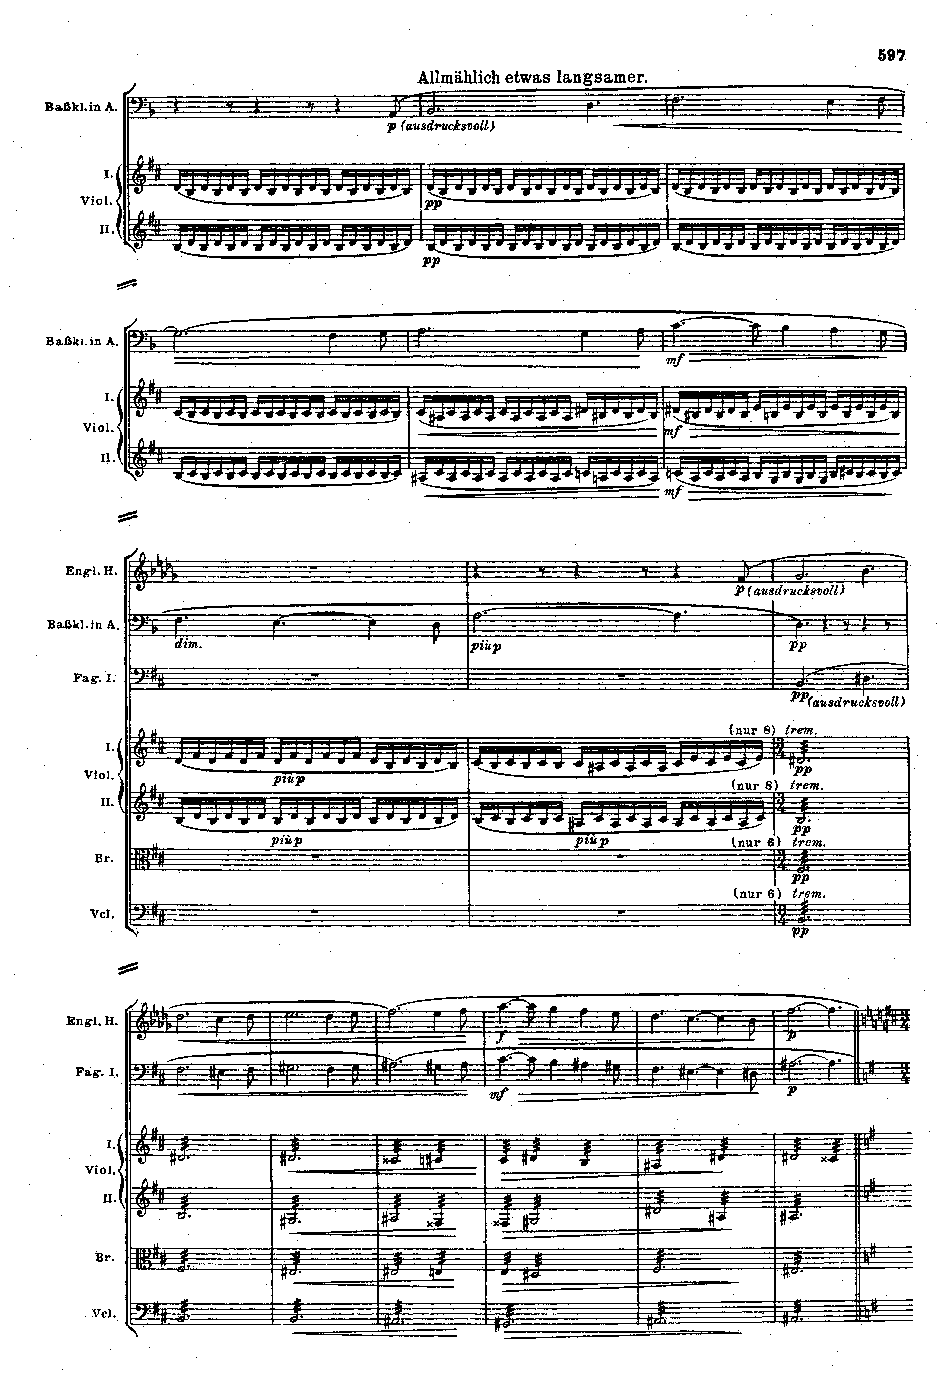 597
Allmählich etwas langsamer.
Baßkl. in A.
p (ausdrucksvoll)
I.
Viol.
pp
II.
pp
Baßkl. in A.
mf
I.
Viol.
mf
II.
mf
Engl. H.
p (ausdrucksvoll)
Baßkl. in A.
dim. più p pp
Fag. I.
pp (ausdrucksvoll)
(nur 8) trem.
I.
Viol.
più p pp
(nur 8) trem.
II.
più p più p pp
(nur 6) trem.
Br.
pp
(nur 6) trem.
Vcl.
pp
Engl. H.
f p
Fag. I.
mf p
I.
Viol.
II.
Br.
Vcl.